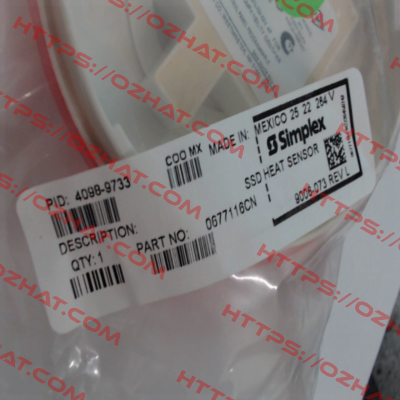 PID: 4098-9733
COO MX
MADE IN: MEXICO 25 22 264 V
Simplex
DESCRIPTION:
SSD HEAT SENSOR
QTY: 1
PART NO: 0677116CN
9006-073 REV L
HTTPS://OZHAT.COM
HTTPS://OZHAT.COM
HTTPS://OZHAT.COM
HTTPS://OZHAT.COM
HTTPS://OZHAT.COM
HTTPS://OZHAT.COM